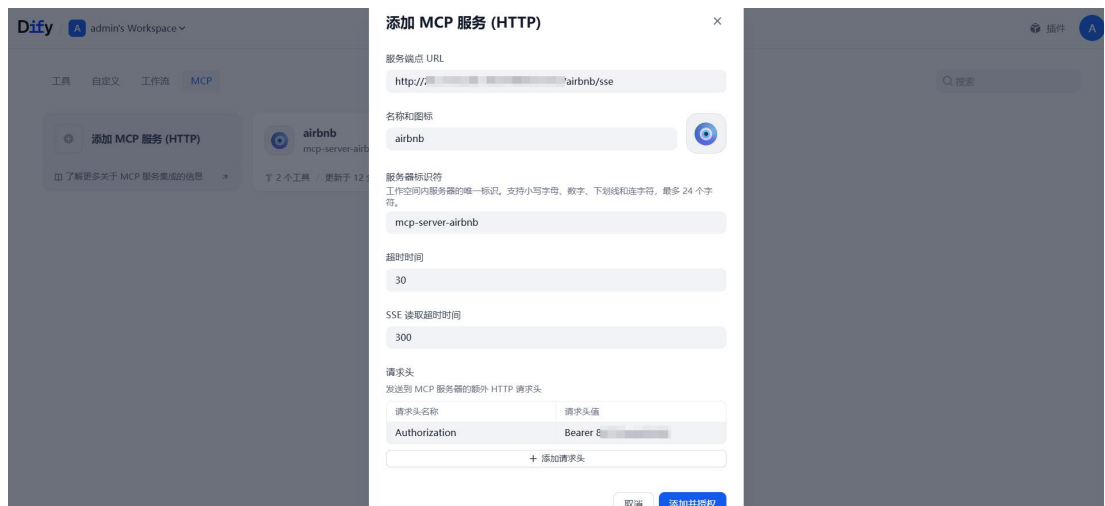 Dify / A admin's Workspace
插件 A
工具 自定义 工作流 MCP
搜索
添加 MCP 服务 (HTTP)
了解更多关于 MCP 服务集成的信息
airbnb
mcp-server-airb
2 个工具 / 更新于 12
添加 MCP 服务 (HTTP)
服务端点 URL
http://
/airbnb/sse
名称和图标
airbnb
服务器标识符
工作空间内服务器的唯一标识。支持小写字母、数字、下划线和连字符，最多 24 个字
符。
mcp-server-airbnb
超时时间
30
SSE 读取超时时间
300
请求头
发送到 MCP 服务器的额外 HTTP 请求头
请求头名称 请求头值
Authorization Bearer 8
+ 添加请求头
取消 添加并授权